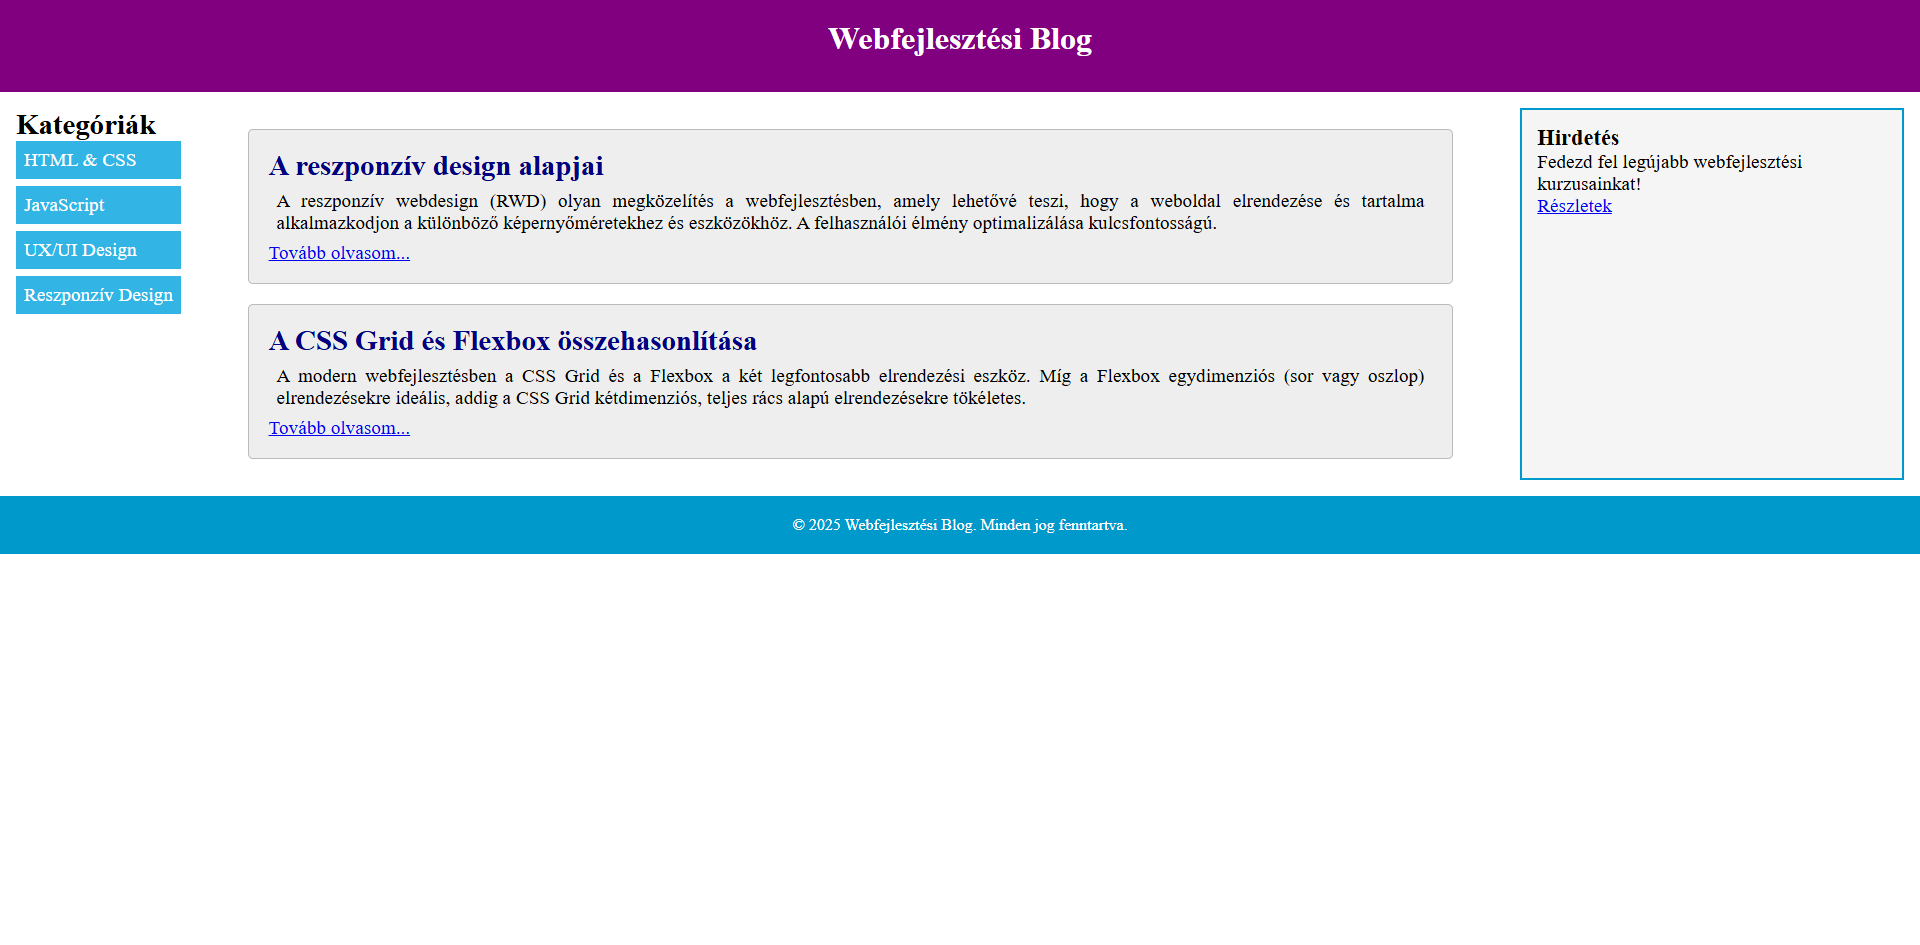 Webfejlesztési Blog
Kategóriák
HTML & CSS
JavaScript
UX/UI Design
Reszponzív Design
A reszponzív design alapjai
A reszponzív webdesign (RWD) olyan megközelítés a webfejlesztésben, amely lehetővé teszi, hogy a weboldal elrendezése és tartalma
alkalmazkodjon a különböző képernyőméretekhez és eszközökhöz. A felhasználói élmény optimalizálása kulcsfontosságú.
Tovább olvasom...
A CSS Grid és Flexbox összehasonlítása
A modern webfejlesztésben a CSS Grid és a Flexbox a két legfontosabb elrendezési eszköz. Míg a Flexbox egydimenziós (sor vagy oszlop)
elrendezésekre ideális, addig a CSS Grid kétdimenziós, teljes rács alapú elrendezésekre tökéletes.
Tovább olvasom...
Hirdetés
Fedezd fel legújabb webfejlesztési
kurzusainkat!
Részletek
© 2025 Webfejlesztési Blog. Minden jog fenntartva.